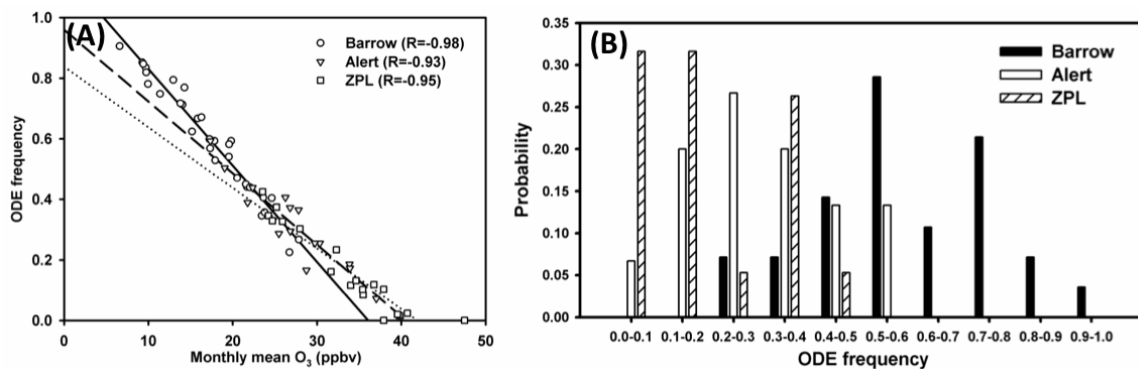 (A)
1.0
0.8
0.6
0.4
0.2
0.0
ODE frequency
Barrow (R=-0.98)
Alert (R=-0.93)
ZPL (R=-0.95)
0 10 20 30 40 50
Monthly mean O₃ (ppbv)
(B)
0.35
0.30
0.25
0.20
0.15
0.10
0.05
0.00
Probability
Barrow
Alert
ZPL
0.0-0.1 0.1-0.2 0.2-0.3 0.3-0.4 0.4-0.5 0.5-0.6 0.6-0.7 0.7-0.8 0.8-0.9 0.9-1.0
ODE frequency